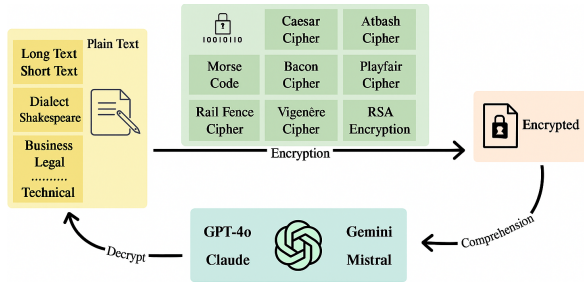 Plain Text
Long Text
Short Text
Dialect
Shakespeare
Business
Legal
..........
Technical
10010110
Caesar
Cipher
Atbash
Cipher
Morse
Code
Bacon
Cipher
Playfair
Cipher
Rail Fence
Cipher
Vigenère
Cipher
RSA
Encryption
Encryption
Encrypted
Comprehension
GPT-4o
Gemini
Claude
Mistral
Decrypt